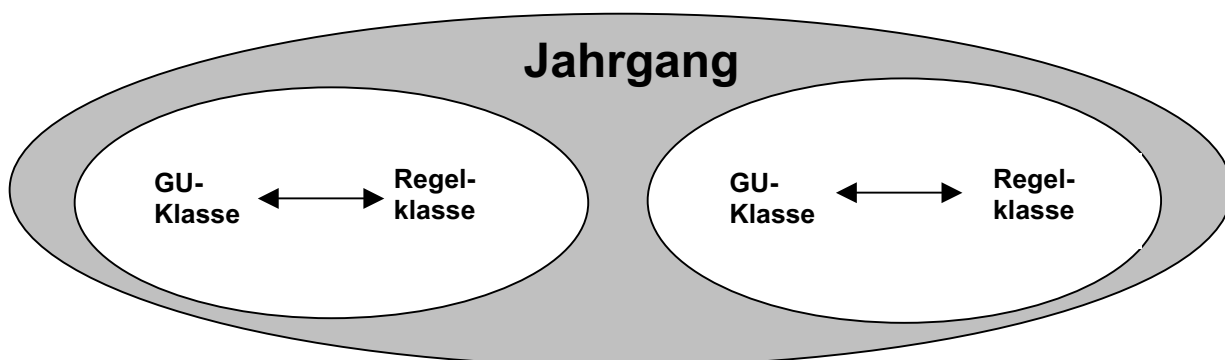 Jahrgang
GU-
Klasse
Regel-
klasse
GU-
Klasse
Regel-
klasse